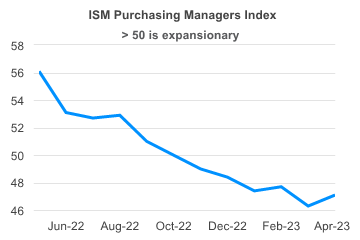 ISM Purchasing Managers Index
> 50 is expansionary
58
56
54
52
50
48
46
Jun-22 Aug-22 Oct-22 Dec-22 Feb-23 Apr-23